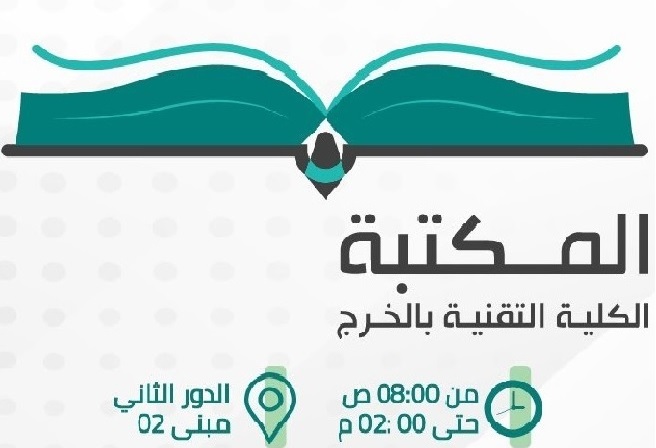 المكتبة
الكلية التقنية بالخرج
من 08:00 ص
حتى 02:00 م
الدور الثاني
مبنى 02